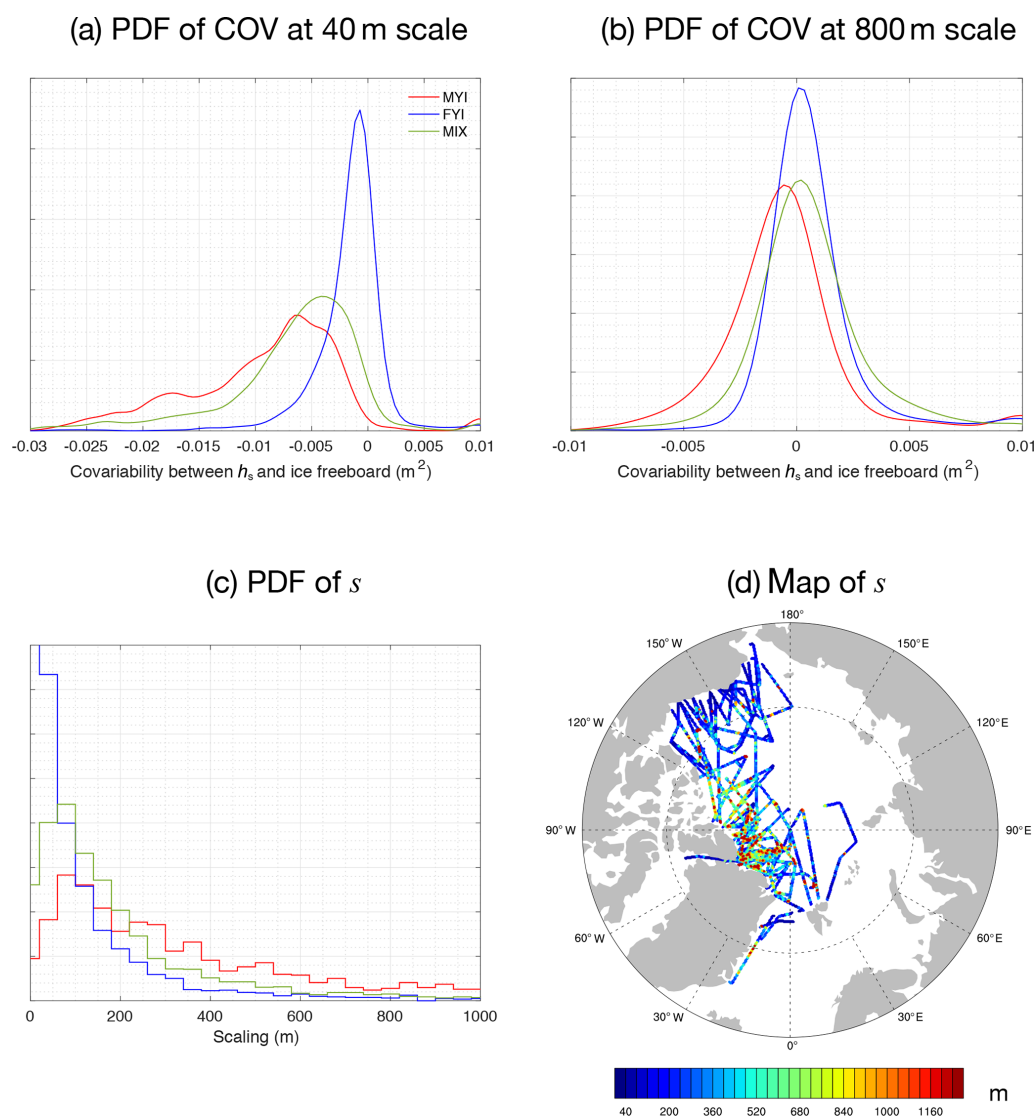 (a) PDF of COV at 40 m scale
MYI
FYI
MIX
-0.03 -0.025 -0.02 -0.015 -0.01 -0.005 0 0.005 0.01
Covariability between hs and ice freeboard (m²)
(b) PDF of COV at 800 m scale
-0.01 -0.005 0 0.005 0.01
Covariability between hs and ice freeboard (m²)
(c) PDF of s
0 200 400 600 800 1000
Scaling (m)
(d) Map of s
180°
150° W 150° E
120° W 120° E
90° W 90° E
60° W 60° E
30° W 30° E
0°
40 200 360 520 680 840 1000 1160 m